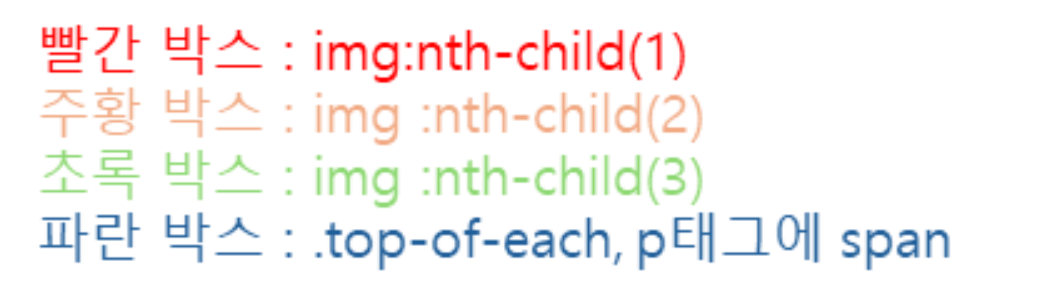 빨간 박스 : img:nth-child(1)
주황 박스 : img :nth-child(2)
초록 박스 : img :nth-child(3)
파란 박스 : .top-of-each, p태그에 span